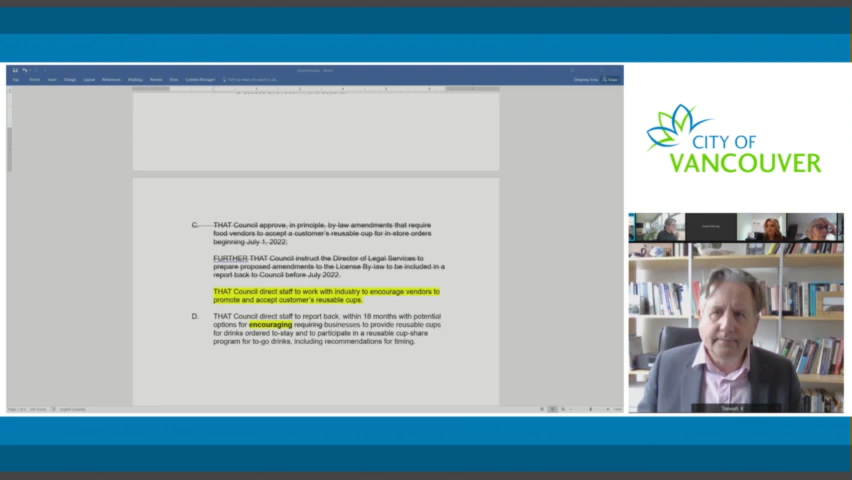 CITY OF
VANCOUVER
C. THAT Council approve, in principle, by-law amendments that require
food vendors to accept a customer's reusable cup for in-store orders
beginning July 1, 2022;
FURTHER THAT Council instruct the Director of Legal Services to
prepare proposed amendments to the License By-law to be included in a
report back to Council before July 2022.
THAT Council direct staff to work with industry to encourage vendors to
promote and accept customer's reusable cups.
D. THAT Council direct staff to report back, within 18 months with potential
options for encouraging requiring businesses to provide reusable cups
for drinks ordered to-stay and to participate in a reusable cup-share
program for to-go drinks, including recommendations for timing.